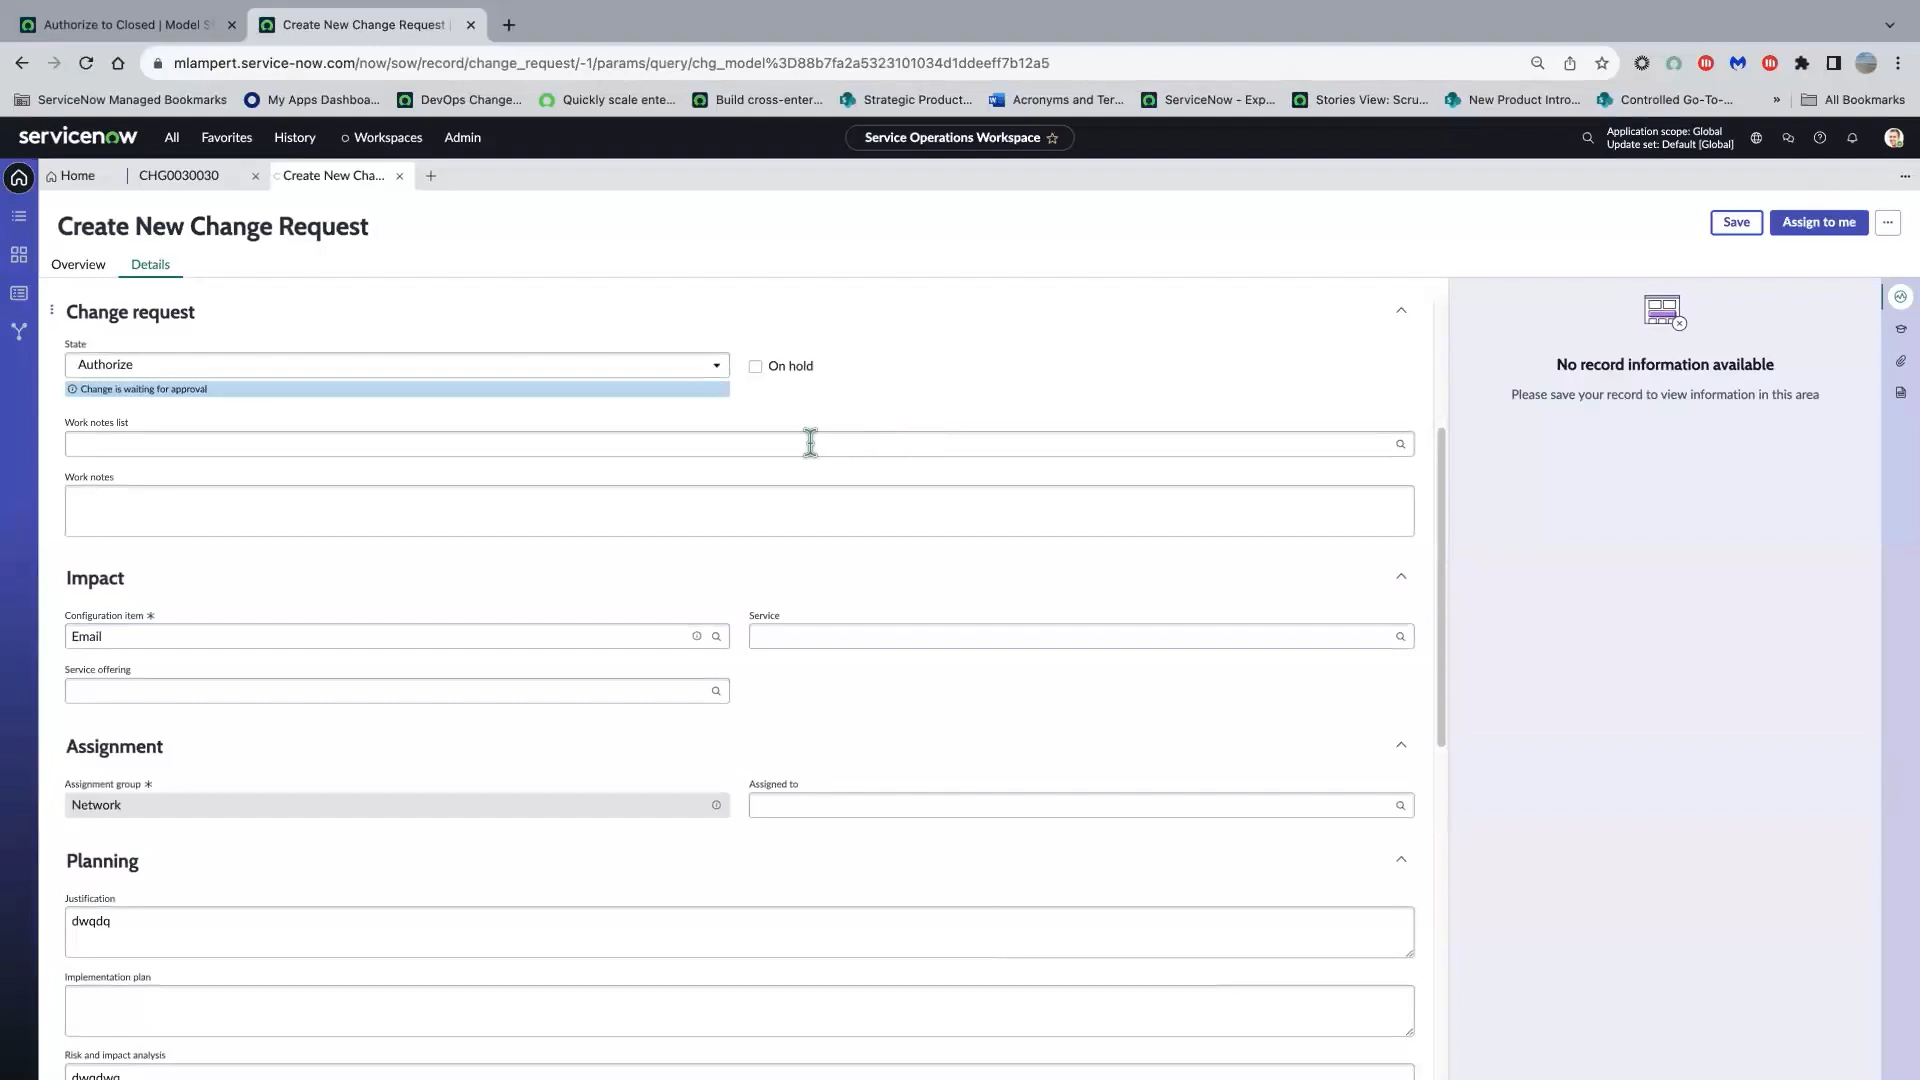 Authorize to Closed | Model S
Create New Change Request |
mlampert.service-now.com/now/sow/record/change_request/-1/params/query/chg_model%3D88b7fa2a5323101034d1ddeeff7b12a5
ServiceNow Managed Bookmarks
My Apps Dashboa...
DevOps Change...
Quickly scale ente...
Build cross-enter...
Strategic Product...
Acronyms and Ter...
ServiceNow - Exp...
Stories View: Scru...
New Product Intro...
Controlled Go-To-...
»
All Bookmarks
servicenow
All
Favorites
History
Workspaces
Admin
Service Operations Workspace
Application scope: Global
Update set: Default [Global]
Home
CHG0030030
Create New Cha...
Create New Change Request
Save
Assign to me
Overview
Details
Change request
State
Authorize
On hold
Change is waiting for approval
Work notes list
Work notes
Impact
Configuration item *
Email
Service
Service offering
Assignment
Assignment group *
Network
Assigned to
Planning
Justification
dwqdq
Implementation plan
Risk and impact analysis
dwqdwq
No record information available
Please save your record to view information in this area